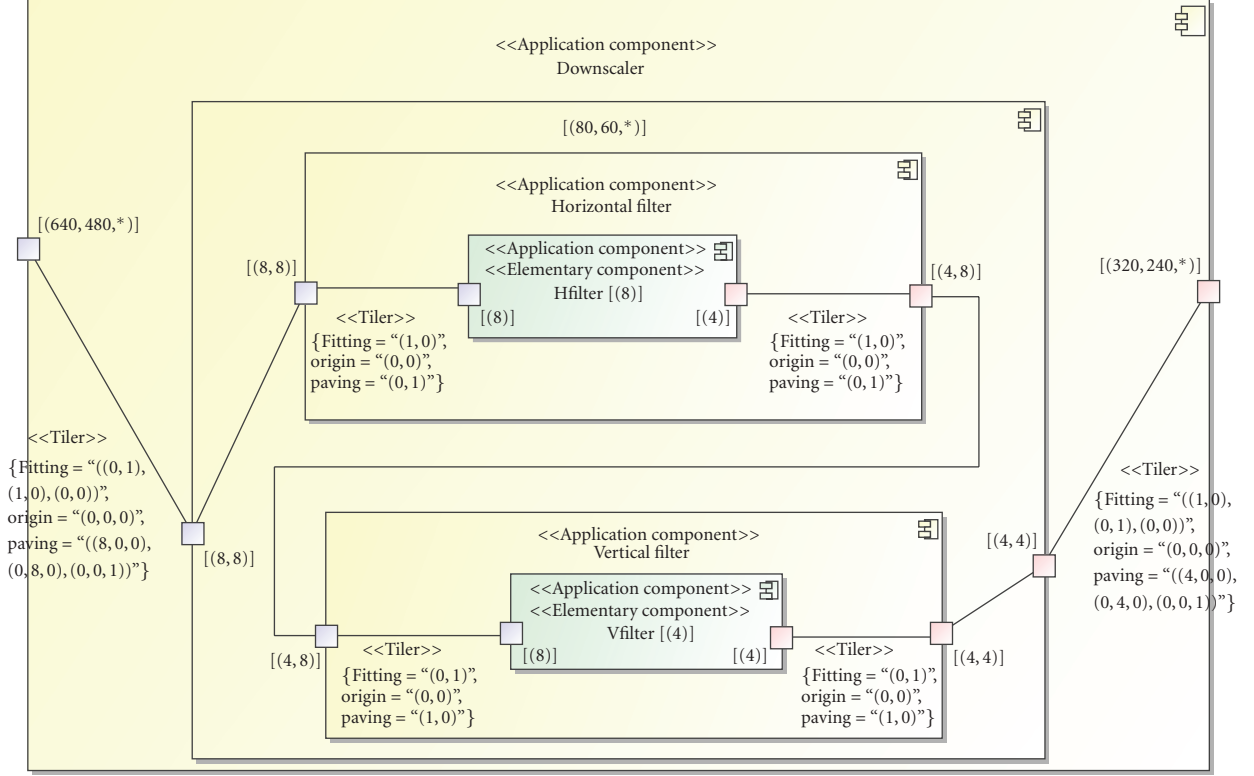 <<Application component>>
Downscaler
[(80, 60,*)]
<<Application component>>
Horizontal filter
[(640, 480,*)]
<<Application component>>
<<Elementary component>>
Hfilter [(8)]
[(8)]
[(4)]
[(8, 8)]
[(4, 8)]
[(320, 240,*)]
<<Tiler>>
{Fitting = “(1, 0)”,
origin = “(0, 0)”,
paving = “(0, 1)”}
<<Tiler>>
{Fitting = “(1, 0)”,
origin = “(0, 0)”,
paving = “(0, 1)”}
<<Tiler>>
{Fitting = “((0, 1),
(1, 0), (0, 0))”,
origin = “(0, 0, 0)”,
paving = “((8, 0, 0),
(0, 8, 0), (0, 0, 1))”}
[(8, 8)]
<<Application component>>
Vertical filter
<<Application component>>
<<Elementary component>>
Vfilter [(4)]
[(8)]
[(4)]
[(4, 8)]
<<Tiler>>
{Fitting = “(0, 1)”,
origin = “(0, 0)”,
paving = “(1, 0)”}
<<Tiler>>
{Fitting = “(0, 1)”,
origin = “(0, 0)”,
paving = “(1, 0)”}
[(4, 4)]
[(4, 4)]
<<Tiler>>
{Fitting = “((1, 0),
(0, 1), (0, 0))”,
origin = “(0, 0, 0)”,
paving = “((4, 0, 0),
(0, 4, 0), (0, 0, 1))”}